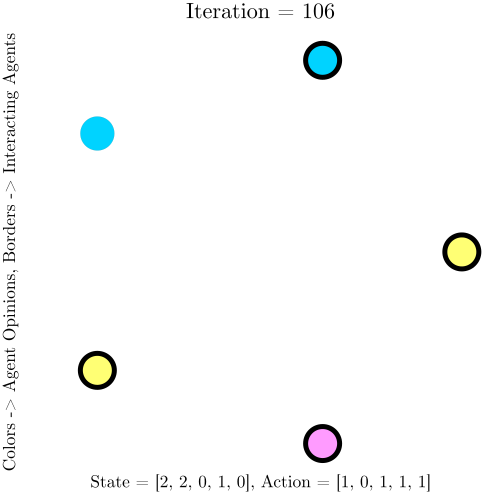 Iteration = 106
Colors -> Agent Opinions, Borders -> Interacting Agents
State = [2, 2, 0, 1, 0], Action = [1, 0, 1, 1, 1]